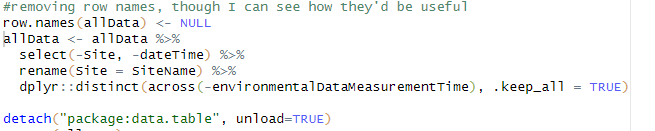 #removing row names, though I can see how they'd be useful
row.names(allData) <- NULL
allData <- allData %>%
  select(-Site, -dateTime) %>%
  rename(Site = SiteName) %>%
  dplyr::distinct(across(-environmentalDataMeasurementTime), .keep_all = TRUE)

detach("package:data.table", unload=TRUE)